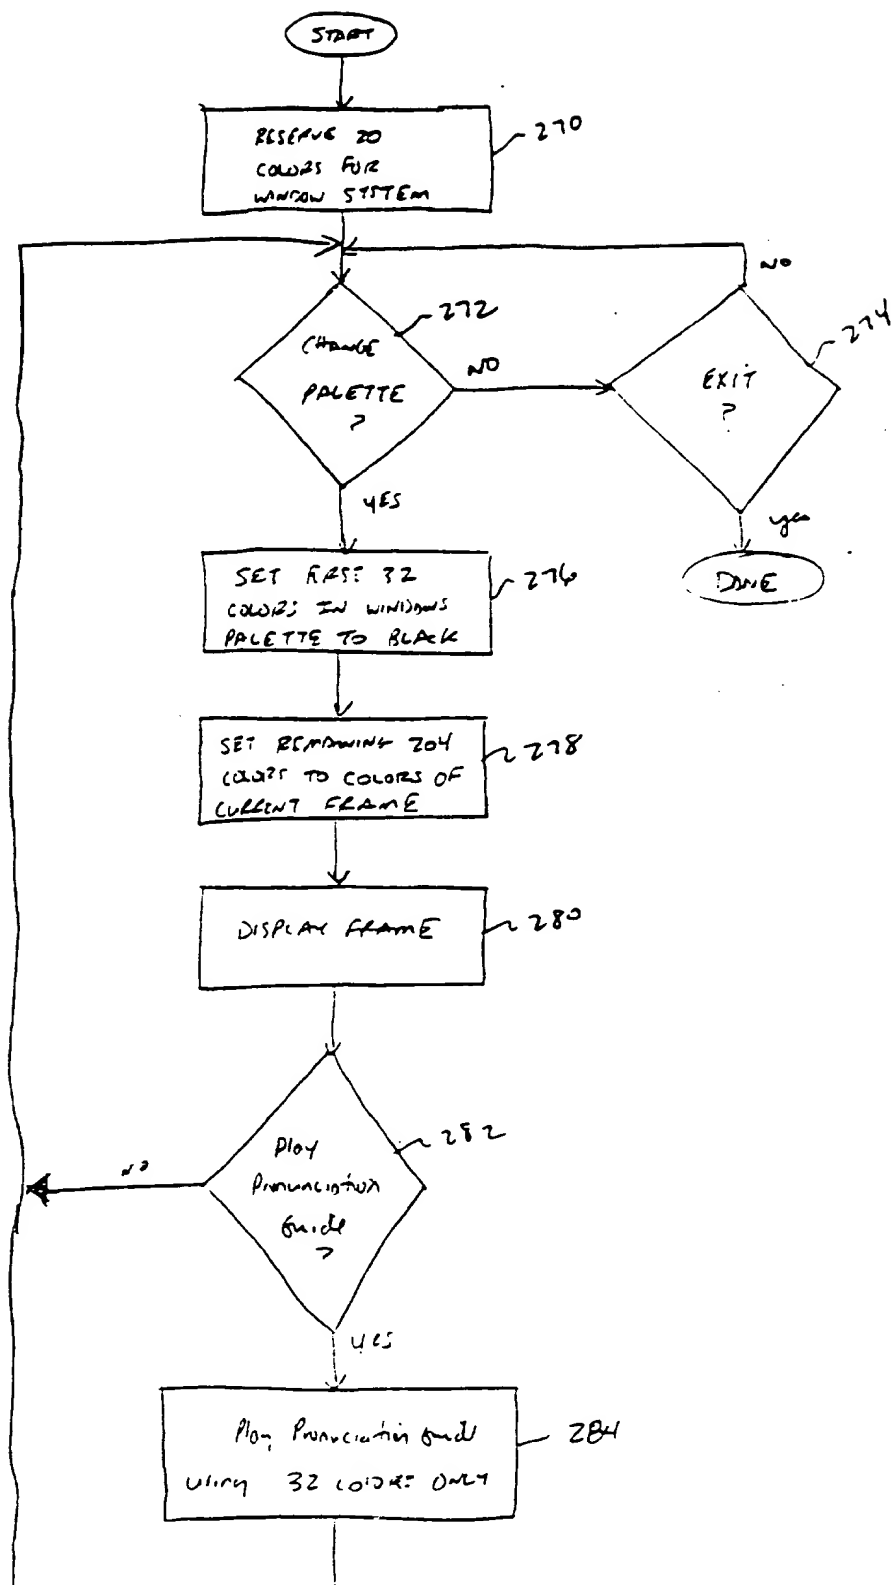 START
RESERVE 20
COLORS FOR
WINDOW SYSTEM
270
NO
272
CHANGE
PALETTE
?
NO
274
EXIT
?
YES
yes
SET FIRST 32
COLORS IN WINDOWS
PALETTE TO BLACK
276
DONE
SET REMAINING 204
COLORS TO COLORS OF
CURRENT FRAME
278
DISPLAY FRAME
280
282
Play
Pronunciation
Guide
?
NO
YES
Play Pronunciation Guide
using 32 COLORS ONLY
284